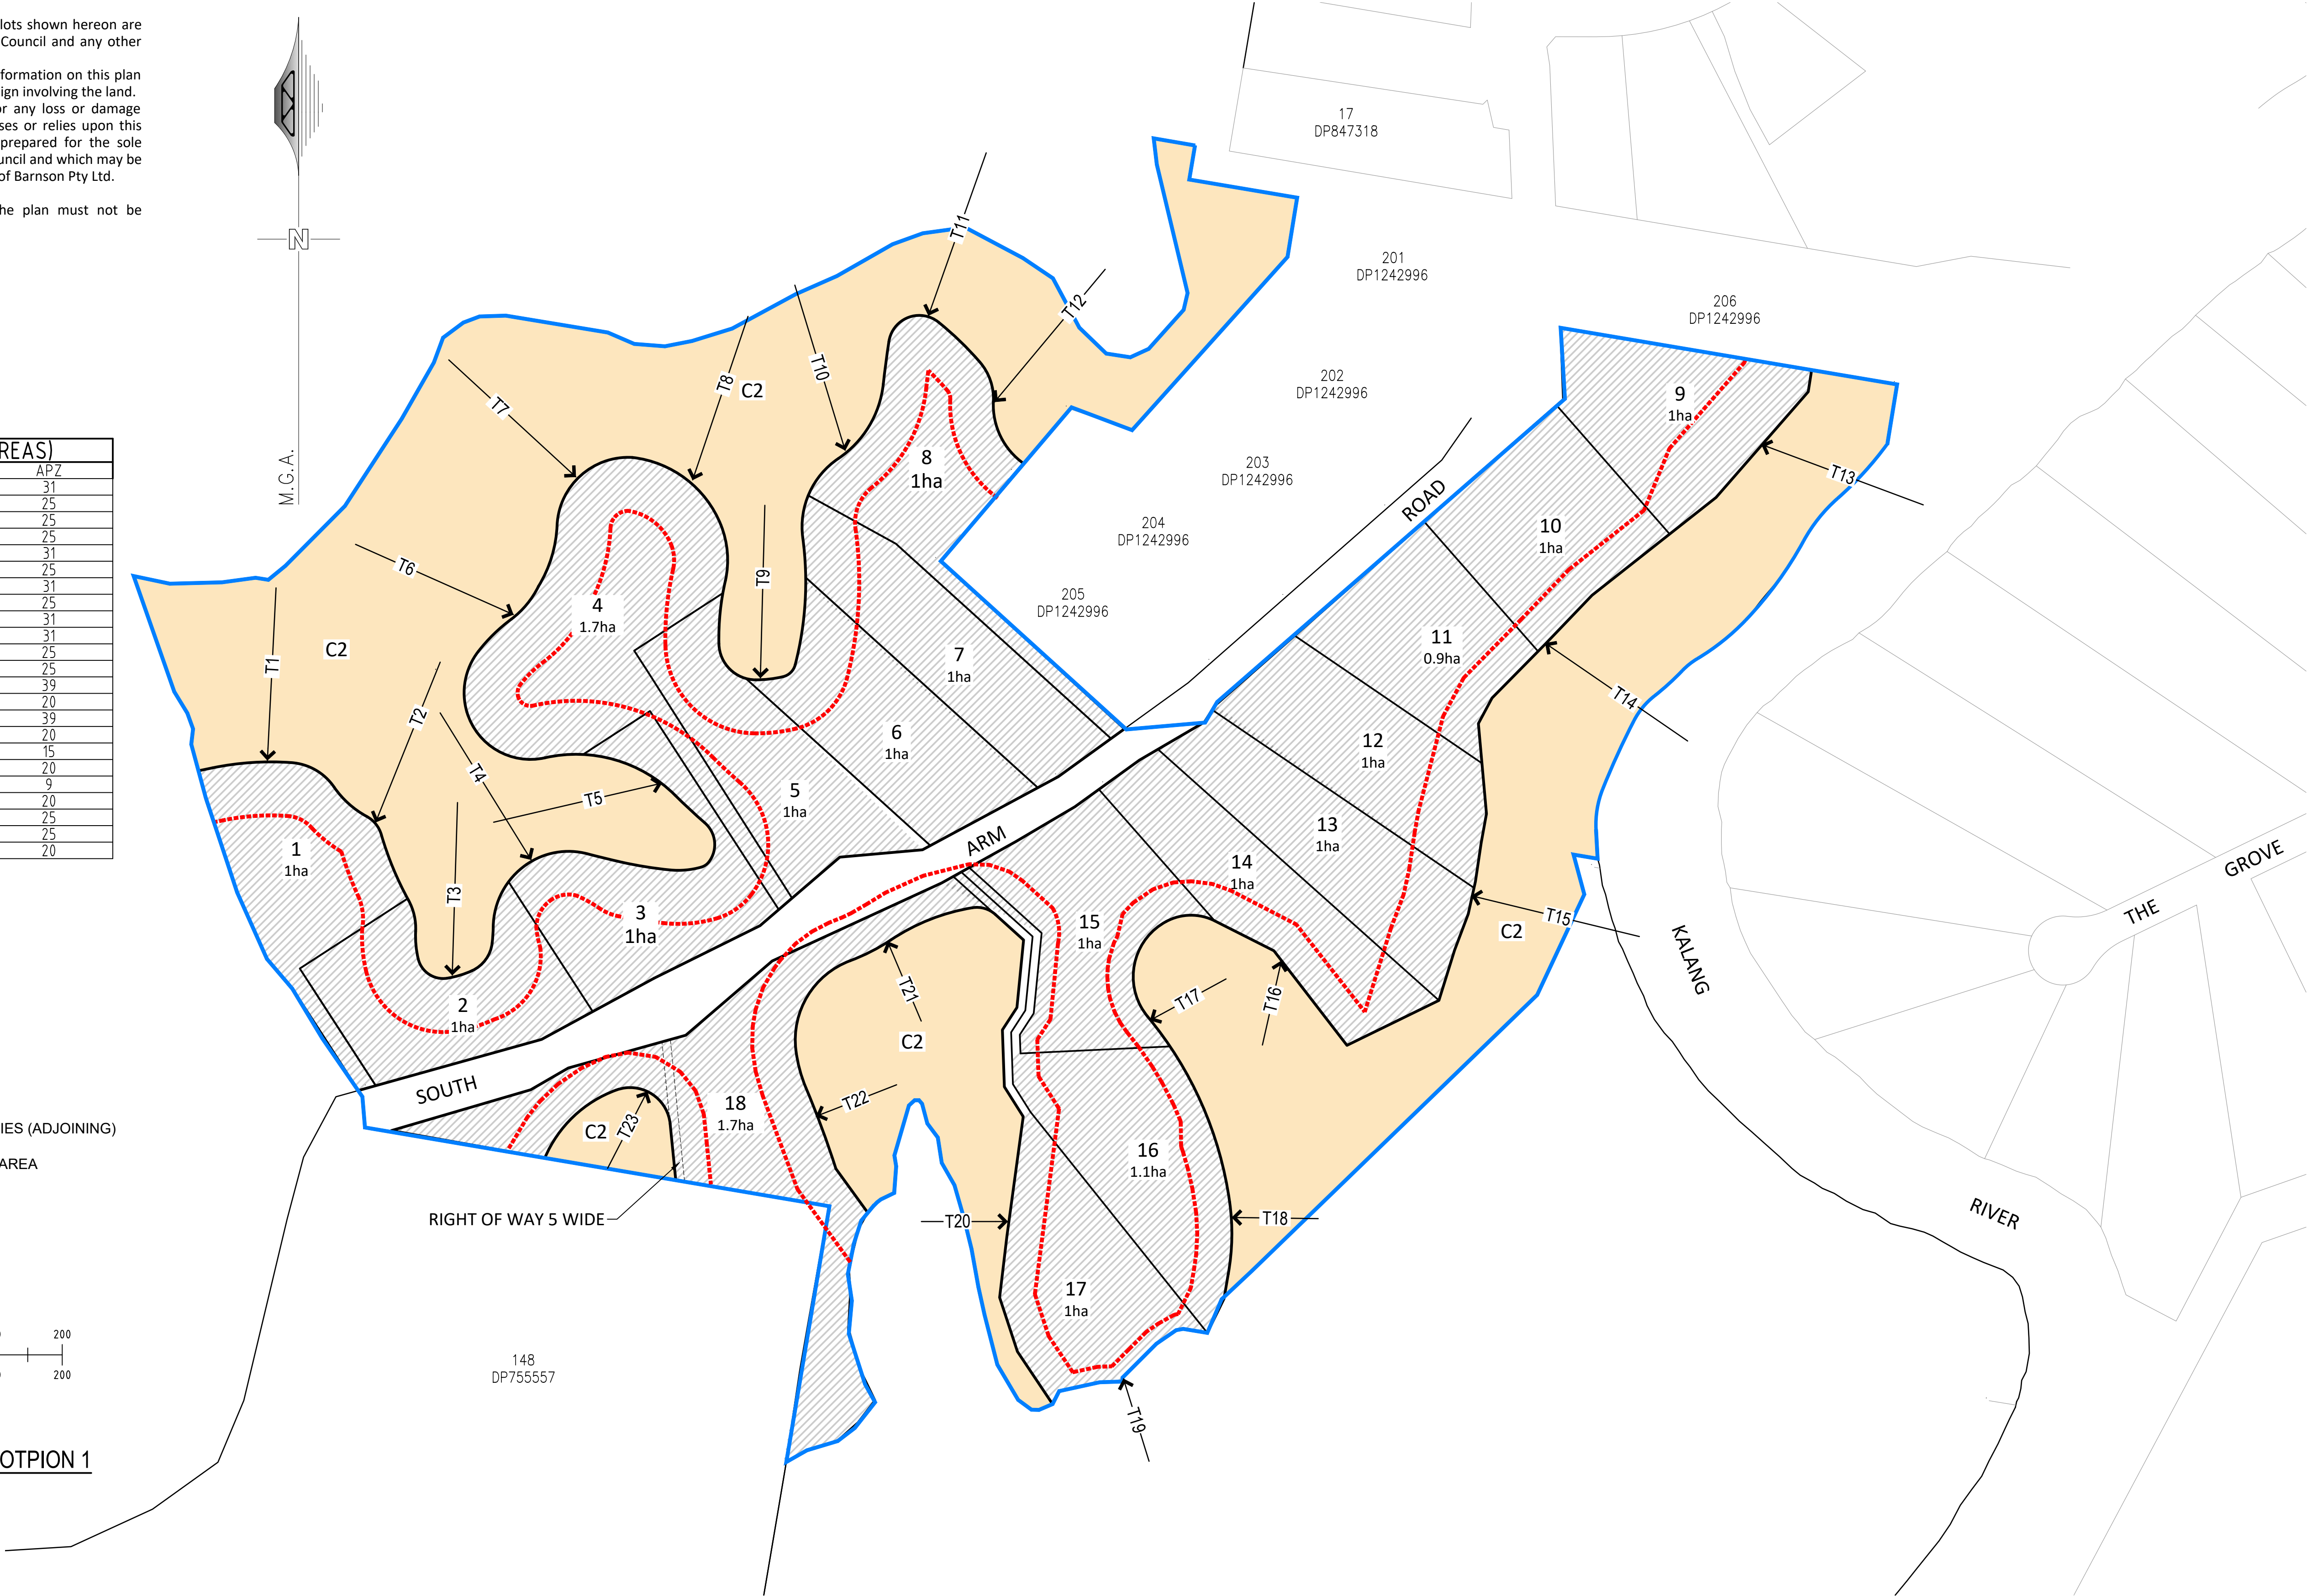 lots shown hereon are
Council and any other
formation on this plan
ign involving the land.
or any loss or damage
ses or relies upon this
prepared for the sole
uncil and which may be
of Barnson Pty Ltd.
he plan must not be
N
M.G.A.
REAS)
APZ
31
25
25
25
31
25
31
25
31
31
25
25
39
20
39
20
15
20
9
20
25
25
20
IES (ADJOINING)
AREA
200
200
OTPION 1
17
DP847318
201
DP1242996
206
DP1242996
202
DP1242996
203
DP1242996
204
DP1242996
205
DP1242996
148
DP755557
T11
T12
T10
T8
C2
T7
T6
T9
T1
C2
T2
T4
T5
T3
T13
T14
T15
C2
T16
T17
T18
T19
T20
T21
C2
T22
C2
T23
1
1ha
2
1ha
3
1ha
4
1.7ha
5
1ha
6
1ha
7
1ha
8
1ha
9
1ha
10
1ha
11
0.9ha
12
1ha
13
1ha
14
1ha
15
1ha
16
1.1ha
17
1ha
18
1.7ha
SOUTH
ARM
ROAD
RIGHT OF WAY 5 WIDE
KALANG
RIVER
THE
GROVE